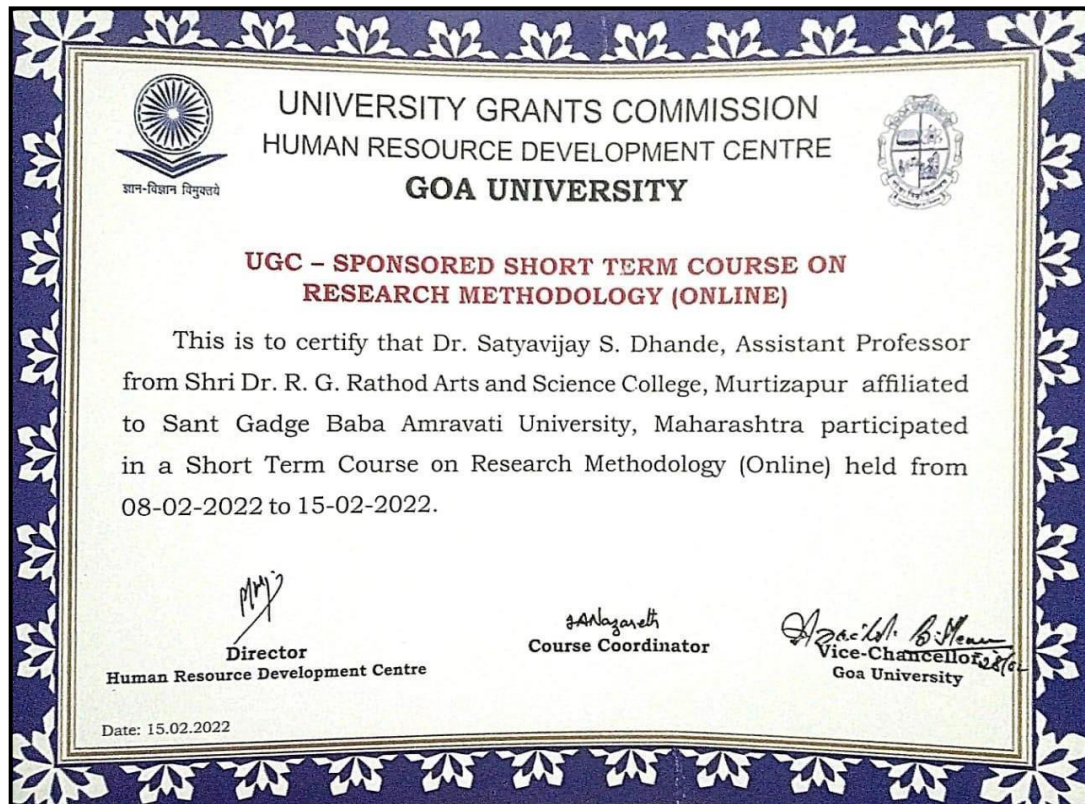 UNIVERSITY GRANTS COMMISSION
HUMAN RESOURCE DEVELOPMENT CENTRE
GOA UNIVERSITY
ज्ञान-विज्ञान विमुक्तये
UGC – SPONSORED SHORT TERM COURSE ON
RESEARCH METHODOLOGY (ONLINE)
This is to certify that Dr. Satyavijay S. Dhande, Assistant Professor
from Shri Dr. R. G. Rathod Arts and Science College, Murtizapur affiliated
to Sant Gadge Baba Amravati University, Maharashtra participated
in a Short Term Course on Research Methodology (Online) held from
08-02-2022 to 15-02-2022.
JANazareth
Director
Human Resource Development Centre
Course Coordinator
Vice-Chancellor
28/02
Goa University
Date: 15.02.2022